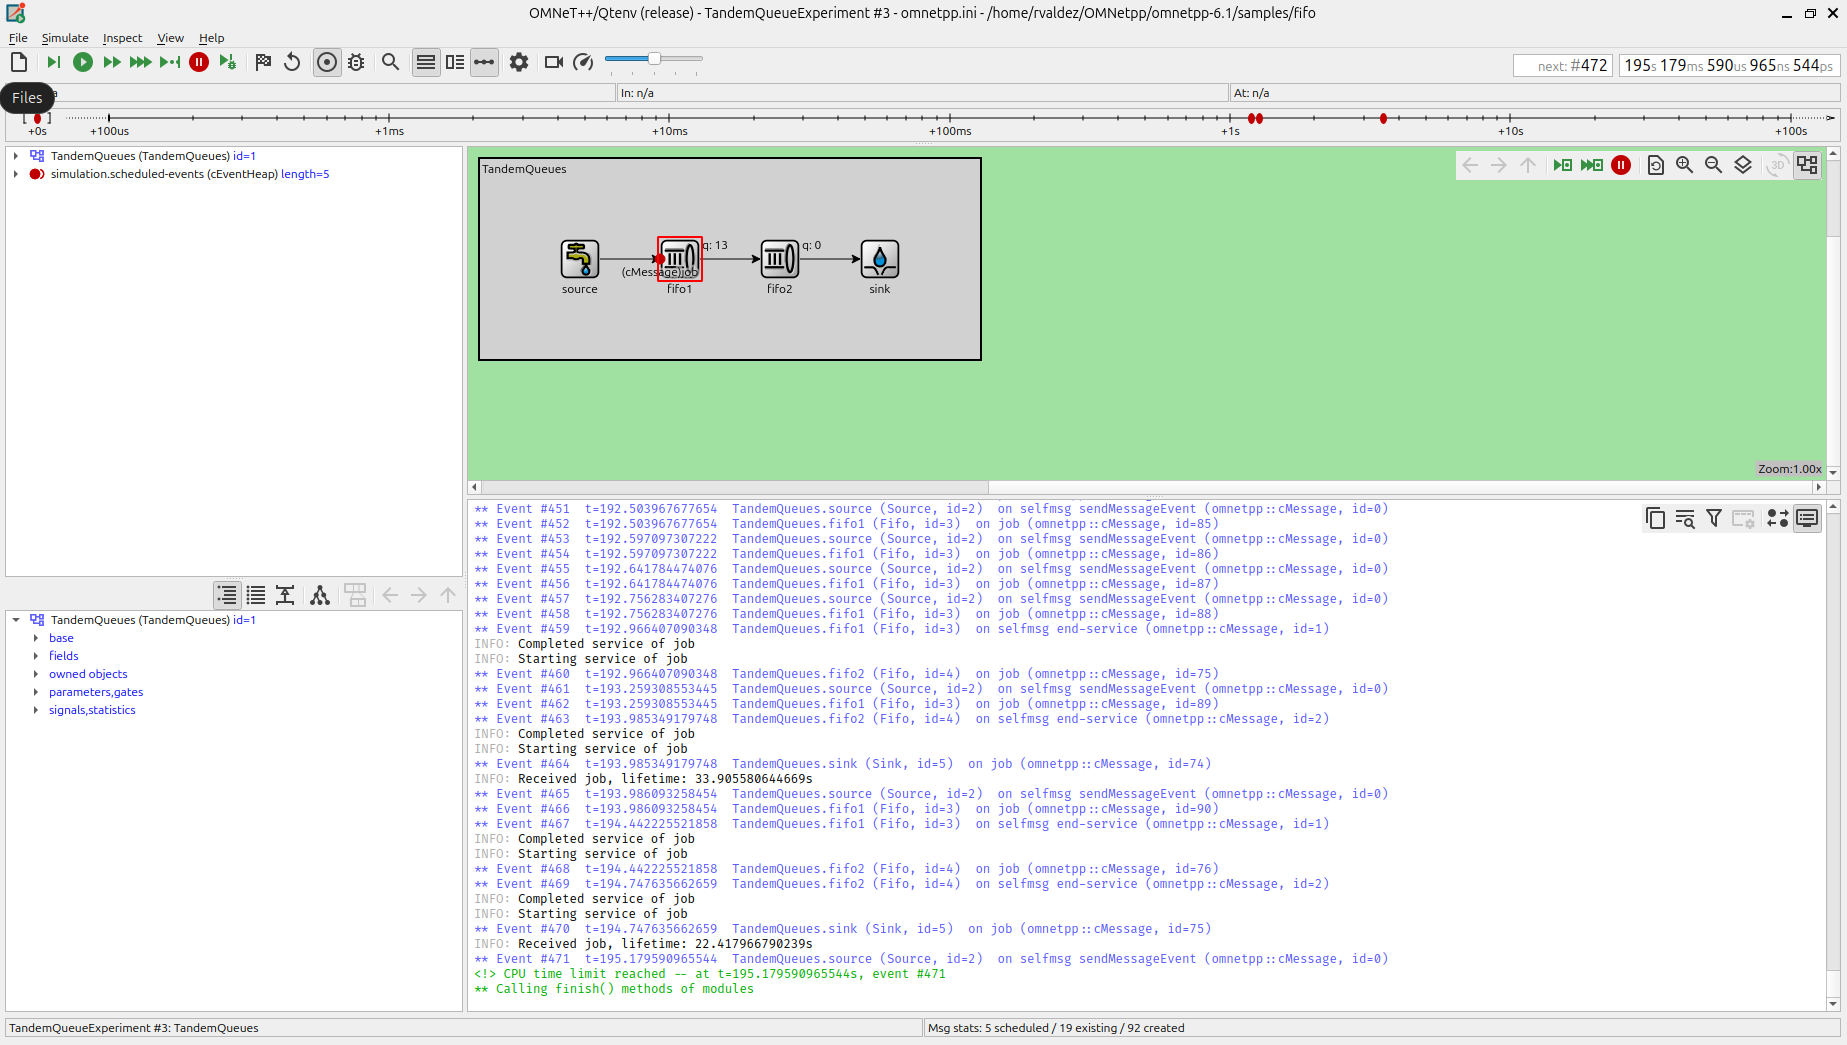 OMNeT++/Qtenv (release) - TandemQueueExperiment #3 - omnetpp.ini - /home/rvaldez/OMNetpp/omnetpp-6.1/samples/fifo
File Simulate Inspect View Help
next: #472 195s 179ms 590us 965ns 544ps
Files
In: n/a At: n/a
+0s +100us +1ms +10ms +100ms +1s +10s +100s
TandemQueues (TandemQueues) id=1
simulation.scheduled-events (cEventHeap) length=5
TandemQueues
3D
q: 13 q: 0
(cMessage)job
source fifo1 fifo2 sink
Zoom:1.00x
** Event #451 t=192.503967677654 TandemQueues.source (Source, id=2) on selfmsg sendMessageEvent (omnetpp::cMessage, id=0)
** Event #452 t=192.503967677654 TandemQueues.fifo1 (Fifo, id=3) on job (omnetpp::cMessage, id=85)
** Event #453 t=192.597097307222 TandemQueues.source (Source, id=2) on selfmsg sendMessageEvent (omnetpp::cMessage, id=0)
** Event #454 t=192.597097307222 TandemQueues.fifo1 (Fifo, id=3) on job (omnetpp::cMessage, id=86)
** Event #455 t=192.641784474076 TandemQueues.source (Source, id=2) on selfmsg sendMessageEvent (omnetpp::cMessage, id=0)
** Event #456 t=192.641784474076 TandemQueues.fifo1 (Fifo, id=3) on job (omnetpp::cMessage, id=87)
** Event #457 t=192.756283407276 TandemQueues.source (Source, id=2) on selfmsg sendMessageEvent (omnetpp::cMessage, id=0)
** Event #458 t=192.756283407276 TandemQueues.fifo1 (Fifo, id=3) on job (omnetpp::cMessage, id=88)
** Event #459 t=192.966407090348 TandemQueues.fifo1 (Fifo, id=3) on selfmsg end-service (omnetpp::cMessage, id=1)
INFO: Completed service of job
INFO: Starting service of job
** Event #460 t=192.966407090348 TandemQueues.fifo2 (Fifo, id=4) on job (omnetpp::cMessage, id=75)
** Event #461 t=193.259308553445 TandemQueues.source (Source, id=2) on selfmsg sendMessageEvent (omnetpp::cMessage, id=0)
** Event #462 t=193.259308553445 TandemQueues.fifo1 (Fifo, id=3) on job (omnetpp::cMessage, id=89)
** Event #463 t=193.985349179748 TandemQueues.fifo2 (Fifo, id=4) on selfmsg end-service (omnetpp::cMessage, id=2)
INFO: Completed service of job
INFO: Starting service of job
** Event #464 t=193.985349179748 TandemQueues.sink (Sink, id=5) on job (omnetpp::cMessage, id=74)
INFO: Received job, lifetime: 33.905580644669s
** Event #465 t=193.986093258454 TandemQueues.source (Source, id=2) on selfmsg sendMessageEvent (omnetpp::cMessage, id=0)
** Event #466 t=193.986093258454 TandemQueues.fifo1 (Fifo, id=3) on job (omnetpp::cMessage, id=90)
** Event #467 t=194.442225521858 TandemQueues.fifo1 (Fifo, id=3) on selfmsg end-service (omnetpp::cMessage, id=1)
INFO: Completed service of job
INFO: Starting service of job
** Event #468 t=194.442225521858 TandemQueues.fifo2 (Fifo, id=4) on job (omnetpp::cMessage, id=76)
** Event #469 t=194.747635662659 TandemQueues.fifo2 (Fifo, id=4) on selfmsg end-service (omnetpp::cMessage, id=2)
INFO: Completed service of job
INFO: Starting service of job
** Event #470 t=194.747635662659 TandemQueues.sink (Sink, id=5) on job (omnetpp::cMessage, id=75)
INFO: Received job, lifetime: 22.417966790239s
** Event #471 t=195.179590965544 TandemQueues.source (Source, id=2) on selfmsg sendMessageEvent (omnetpp::cMessage, id=0)
<!> CPU time limit reached -- at t=195.179590965544s, event #471
** Calling finish() methods of modules
TandemQueues (TandemQueues) id=1
base
fields
owned objects
parameters,gates
signals,statistics
TandemQueueExperiment #3: TandemQueues
Msg stats: 5 scheduled / 19 existing / 92 created